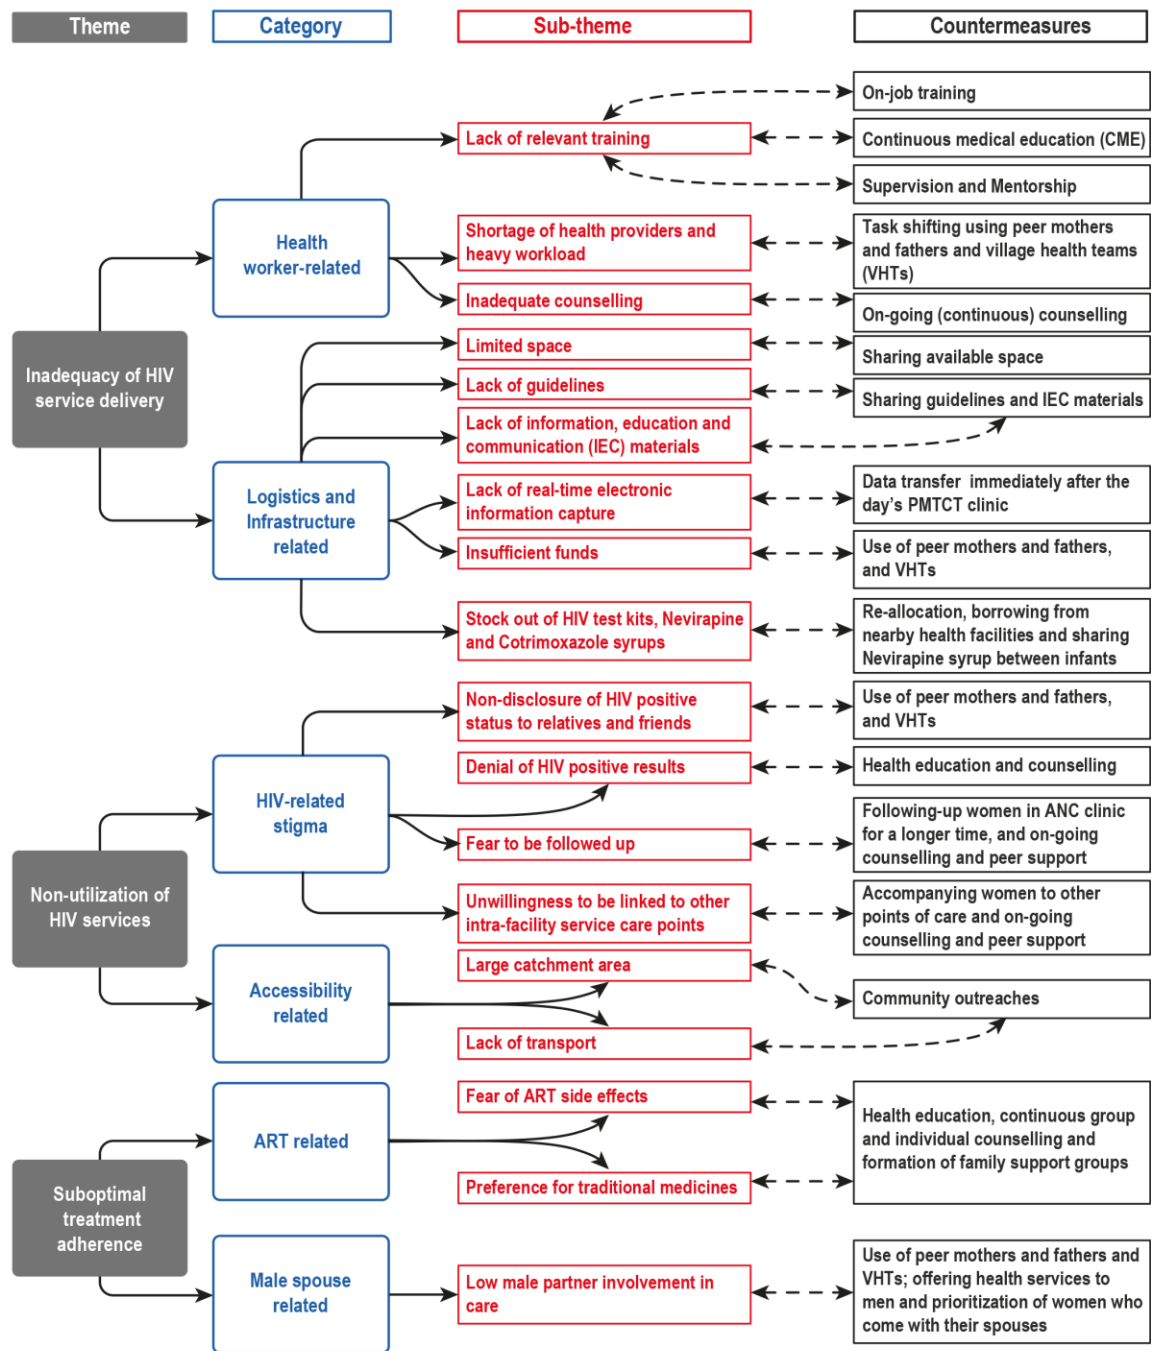 Theme
Category
Sub-theme
Countermeasures
Inadequacy of HIV
service delivery
Health
worker-related
Lack of relevant training
On-job training
Continuous medical education (CME)
Supervision and Mentorship
Shortage of health providers and
heavy workload
Task shifting using peer mothers
and fathers and village health teams
(VHTs)
Inadequate counselling
On-going (continuous) counselling
Logistics and
Infrastructure
related
Limited space
Sharing available space
Lack of guidelines
Sharing guidelines and IEC materials
Lack of information, education and
communication (IEC) materials
Lack of real-time electronic
information capture
Data transfer immediately after the
day's PMTCT clinic
Insufficient funds
Use of peer mothers and fathers,
and VHTs
Stock out of HIV test kits, Nevirapine
and Cotrimoxazole syrups
Re-allocation, borrowing from
nearby health facilities and sharing
Nevirapine syrup between infants
Non-utilization of
HIV services
HIV-related
stigma
Non-disclosure of HIV positive
status to relatives and friends
Use of peer mothers and fathers,
and VHTs
Denial of HIV positive results
Health education and counselling
Fear to be followed up
Following-up women in ANC clinic
for a longer time, and on-going
counselling and peer support
Unwillingness to be linked to other
intra-facility service care points
Accompanying women to other
points of care and on-going
counselling and peer support
Accessibility
related
Large catchment area
Community outreaches
Lack of transport
Suboptimal
treatment
adherence
ART related
Fear of ART side effects
Health education, continuous group
and individual counselling and
formation of family support groups
Preference for traditional medicines
Male spouse
related
Low male partner involvement in
care
Use of peer mothers and fathers and
VHTs; offering health services to
men and prioritization of women who
come with their spouses